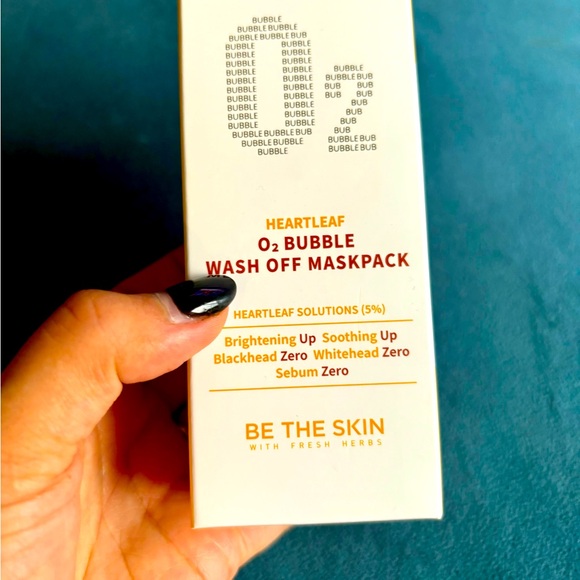 BUBBLE
BUBBLE BUBBLE
BUBBLE BUBBLE BUB
BUBBLE BUBBLE
BUBBLE BUBBLE
BUBBLE BUBBLE BUBBLE
BUBBLE BUBBLE BUBBLE BUB
BUBBLE BUBBLE BUB BUB
BUBBLE BUBBLE BUB BUB
BUBBLE BUBBLE BUB
BUBBLE BUBBLE BUB
BUBBLE BUBBLE BUB
BUBBLE BUBBLE BUB BUB
BUBBLE BUBBLE BUBBLE BUB
BUBBLE BUBBLE BUB
HEARTLEAF
O₂ BUBBLE
WASH OFF MASKPACK
HEARTLEAF SOLUTIONS (5%)
Brightening Up Soothing Up
Blackhead Zero Whitehead Zero
Sebum Zero
BE THE SKIN
WITH FRESH HERBS